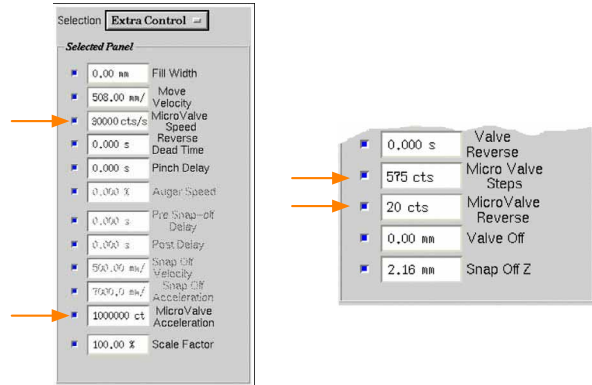 Selection Extra Control
Selected Panel
0.00 mm Fill Width
508.00 mm/ Move
Velocity
30000 cts/s MicroValve
Speed
0.000 s Reverse
Dead Time
0.000 s Pinch Delay
0.000 % Auger Speed
0.000 s Pre Snap-off
Delay
0.000 s Post Delay
500.00 mm/ Snap Off
Velocity
7000.0 mm/ Snap Off
Acceleration
1000000 ct MicroValve
Acceleration
100.00 % Scale Factor
0.000 s Valve
Reverse
575 cts Micro Valve
Steps
20 cts MicroValve
Reverse
0.00 mm Valve Off
2.16 mm Snap Off Z